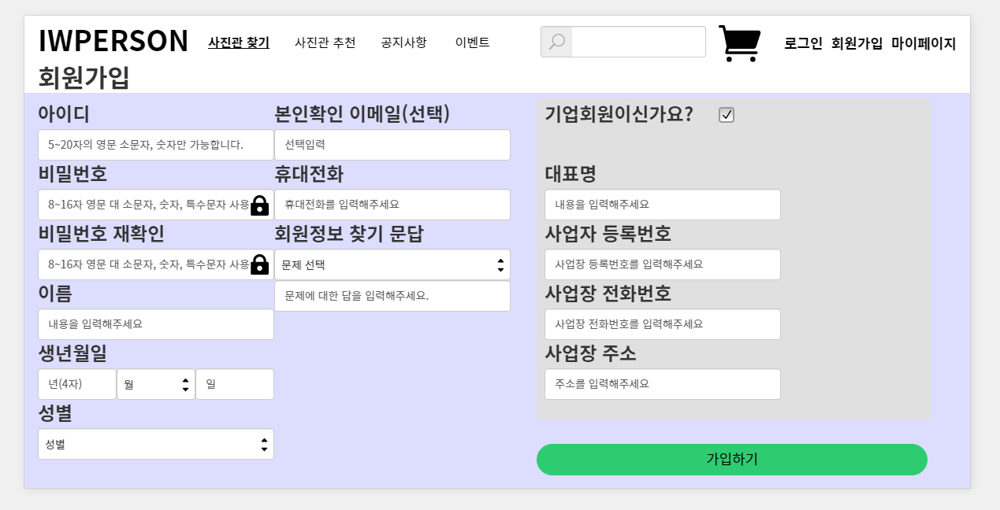 IWPERSON 사진관 찾기 사진관 추천 공지사항 이벤트 로그인 회원가입 마이페이지
회원가입
아이디
5~20자의 영문 소문자, 숫자만 가능합니다.
비밀번호
8~16자 영문 대 소문자, 숫자, 특수문자 사용
비밀번호 재확인
8~16자 영문 대 소문자, 숫자, 특수문자 사용
이름
내용을 입력해주세요
생년월일
년(4자) 월 일
성별
성별
본인확인 이메일(선택)
선택입력
휴대전화
휴대전화를 입력해주세요
회원정보 찾기 문답
문제 선택
문제에 대한 답을 입력해주세요.
기업회원이신가요?
대표명
내용을 입력해주세요
사업자 등록번호
사업장 등록번호를 입력해주세요
사업장 전화번호
사업장 전화번호를 입력해주세요
사업장 주소
주소를 입력해주세요
가입하기